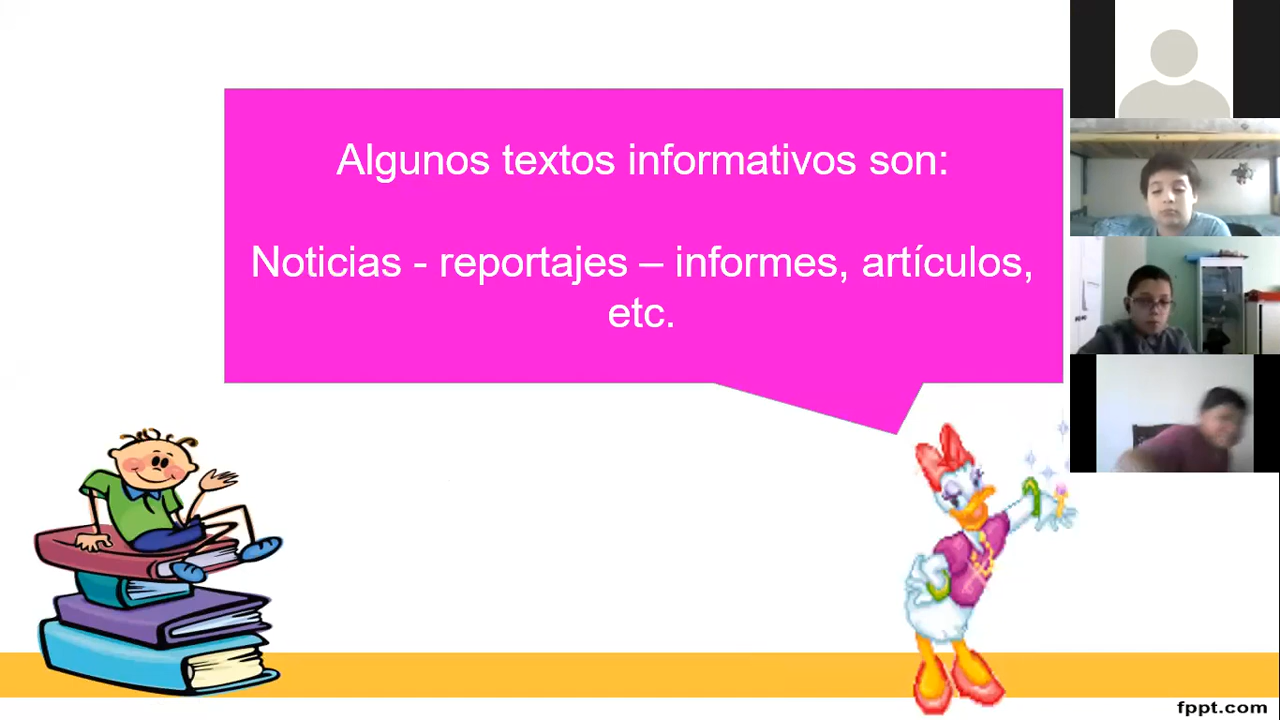 Algunos textos informativos son:
Noticias - reportajes – informes, artículos,
etc.
fppt.com